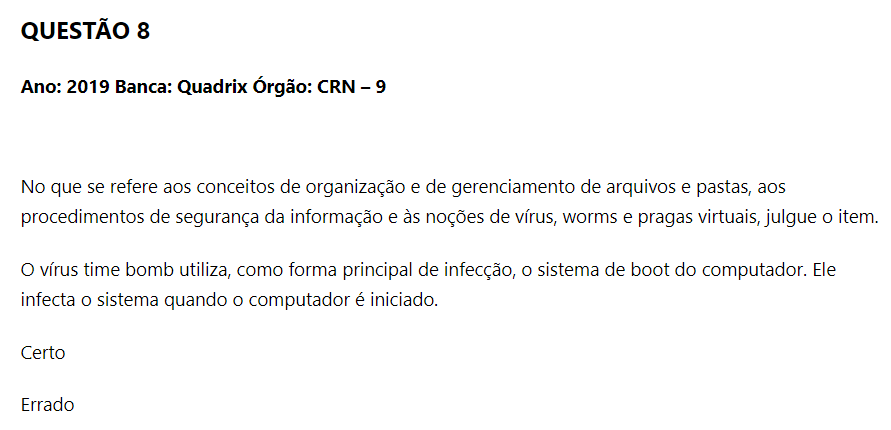 QUESTÃO 8
Ano: 2019 Banca: Quadrix Órgão: CRN – 9
No que se refere aos conceitos de organização e de gerenciamento de arquivos e pastas, aos
procedimentos de segurança da informação e às noções de vírus, worms e pragas virtuais, julgue o item.
O vírus time bomb utiliza, como forma principal de infecção, o sistema de boot do computador. Ele
infecta o sistema quando o computador é iniciado.
Certo
Errado